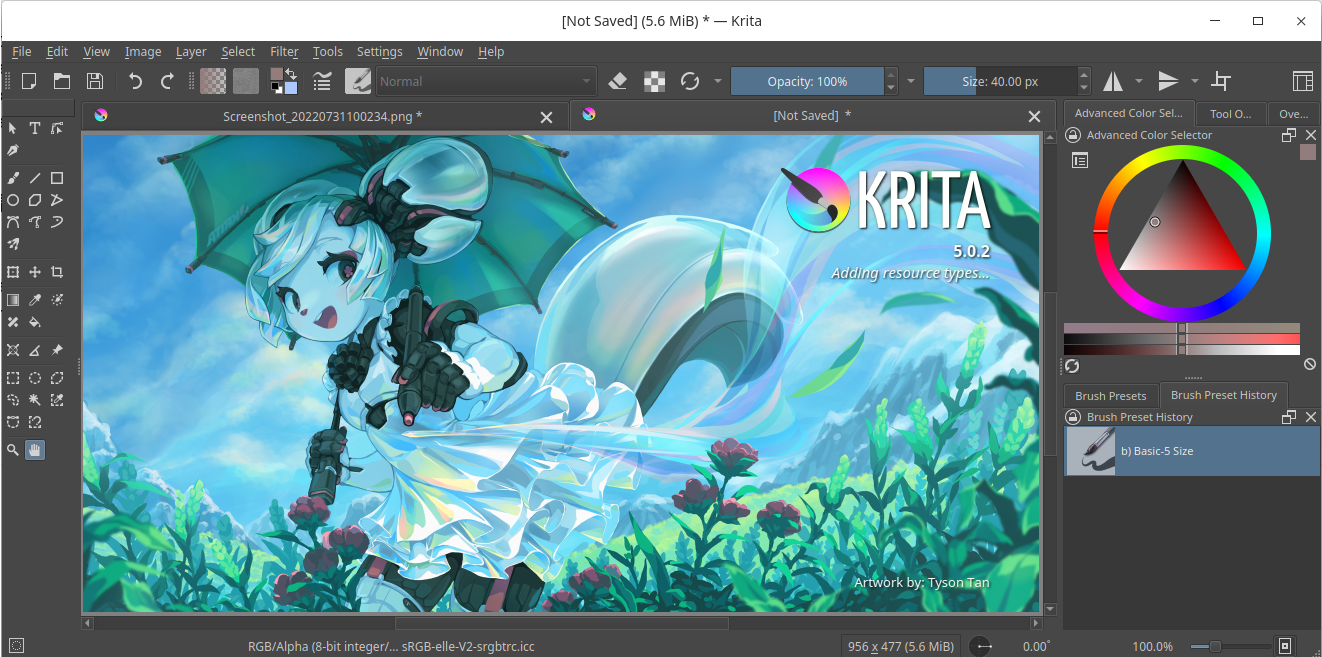 [Not Saved] (5.6 MiB) * — Krita
File Edit View Image Layer Select Filter Tools Settings Window Help
Normal
Opacity: 100%
Size: 40.00 px
Screenshot_20220731100234.png *
[Not Saved] *
Advanced Color Sel...
Tool O...
Ove...
Advanced Color Selector
KRITA
5.0.2
Adding resource types...
Brush Presets
Brush Preset History
Brush Preset History
b) Basic-5 Size
Artwork by: Tyson Tan
RGB/Alpha (8-bit integer/... sRGB-elle-V2-srgbtrc.icc
956 x 477 (5.6 MiB)
0.00°
100.0%